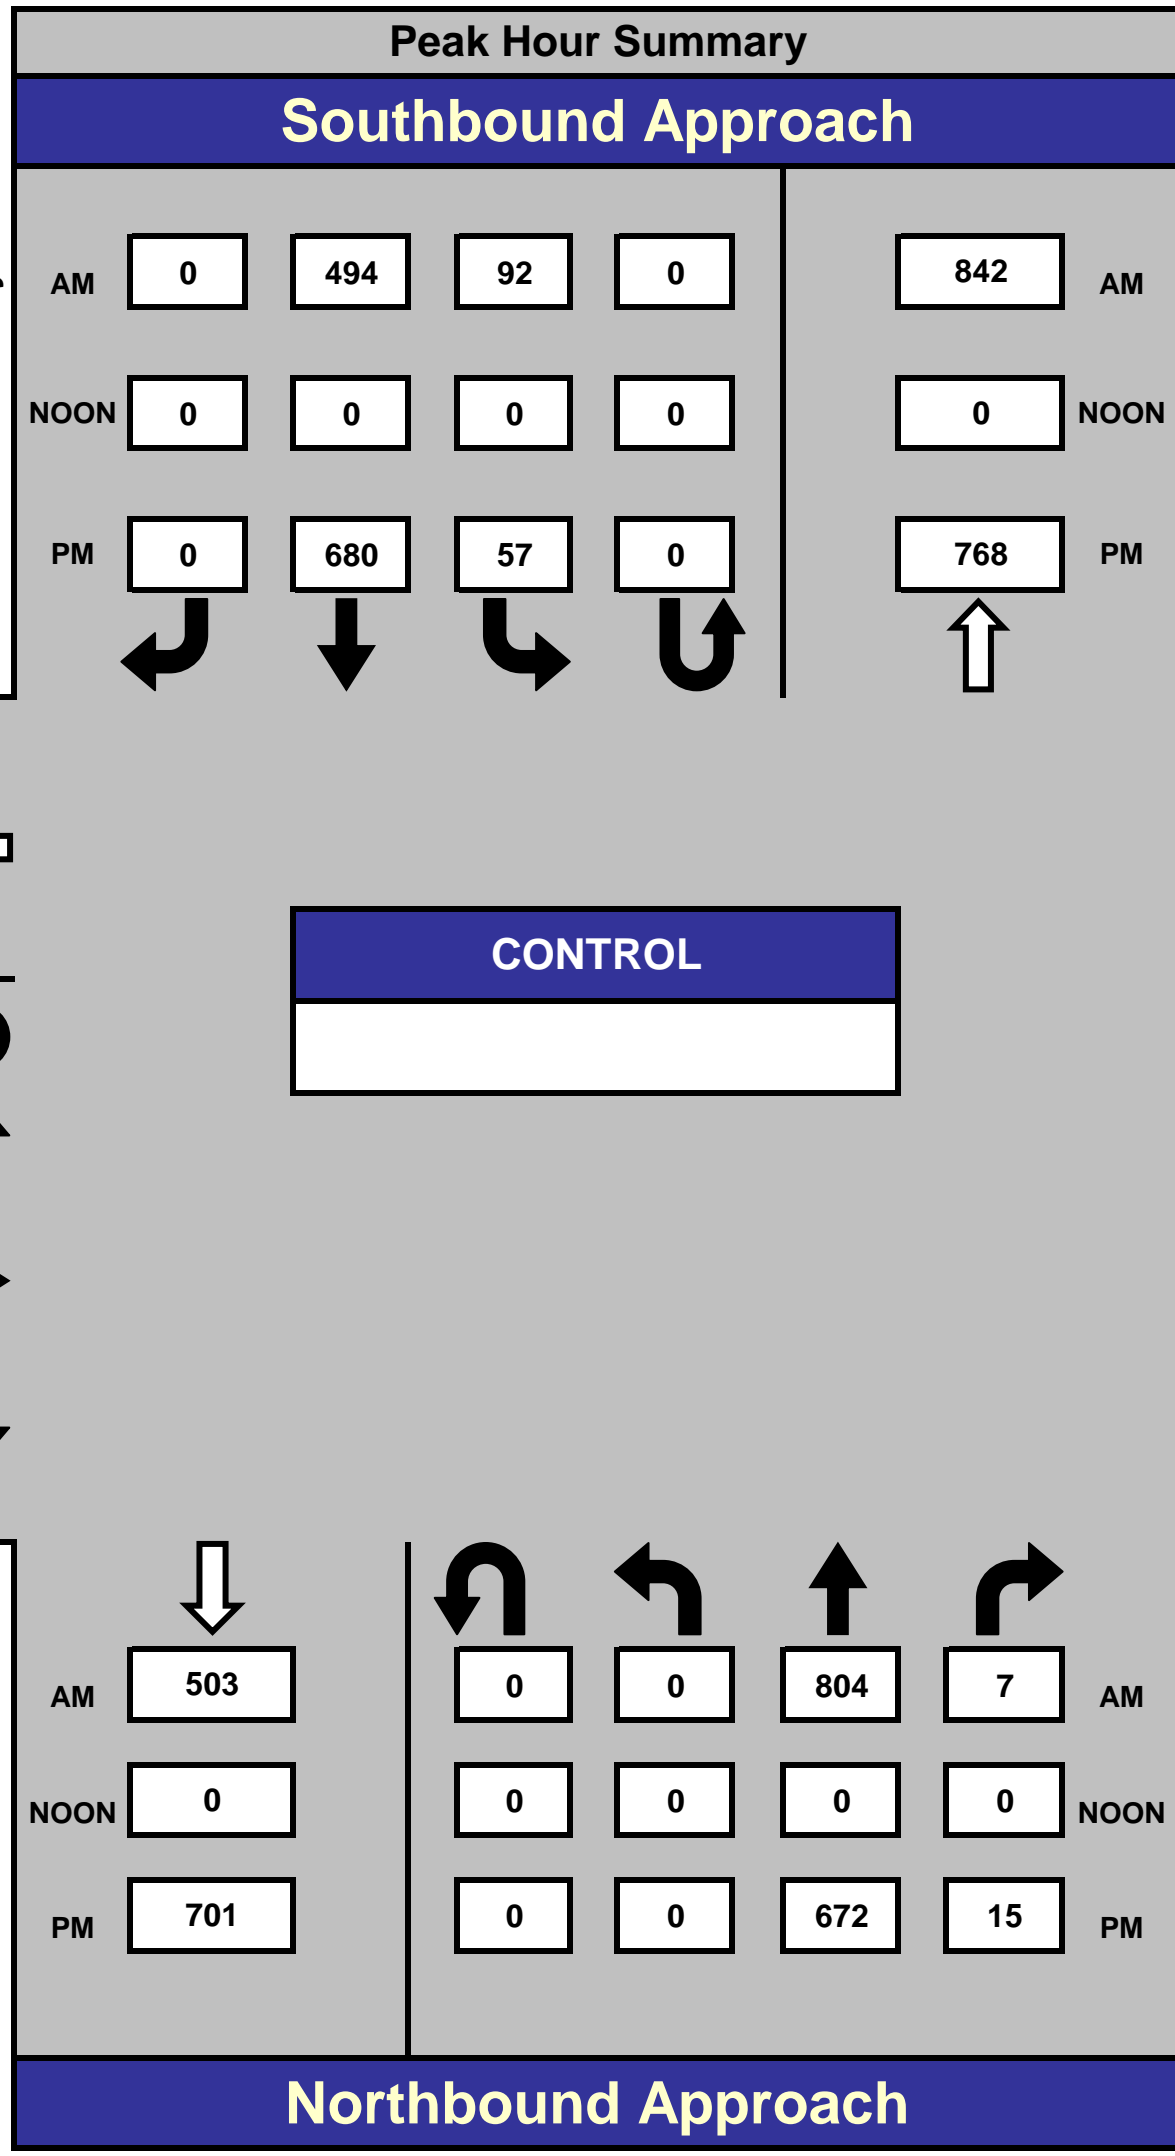 Peak Hour Summary
Southbound Approach
AM 0 494 92 0 842 AM
NOON 0 0 0 0 0 NOON
PM 0 680 57 0 768 PM
CONTROL
AM 503 0 0 804 7 AM
NOON 0 0 0 0 0 NOON
PM 701 0 0 672 15 PM
Northbound Approach